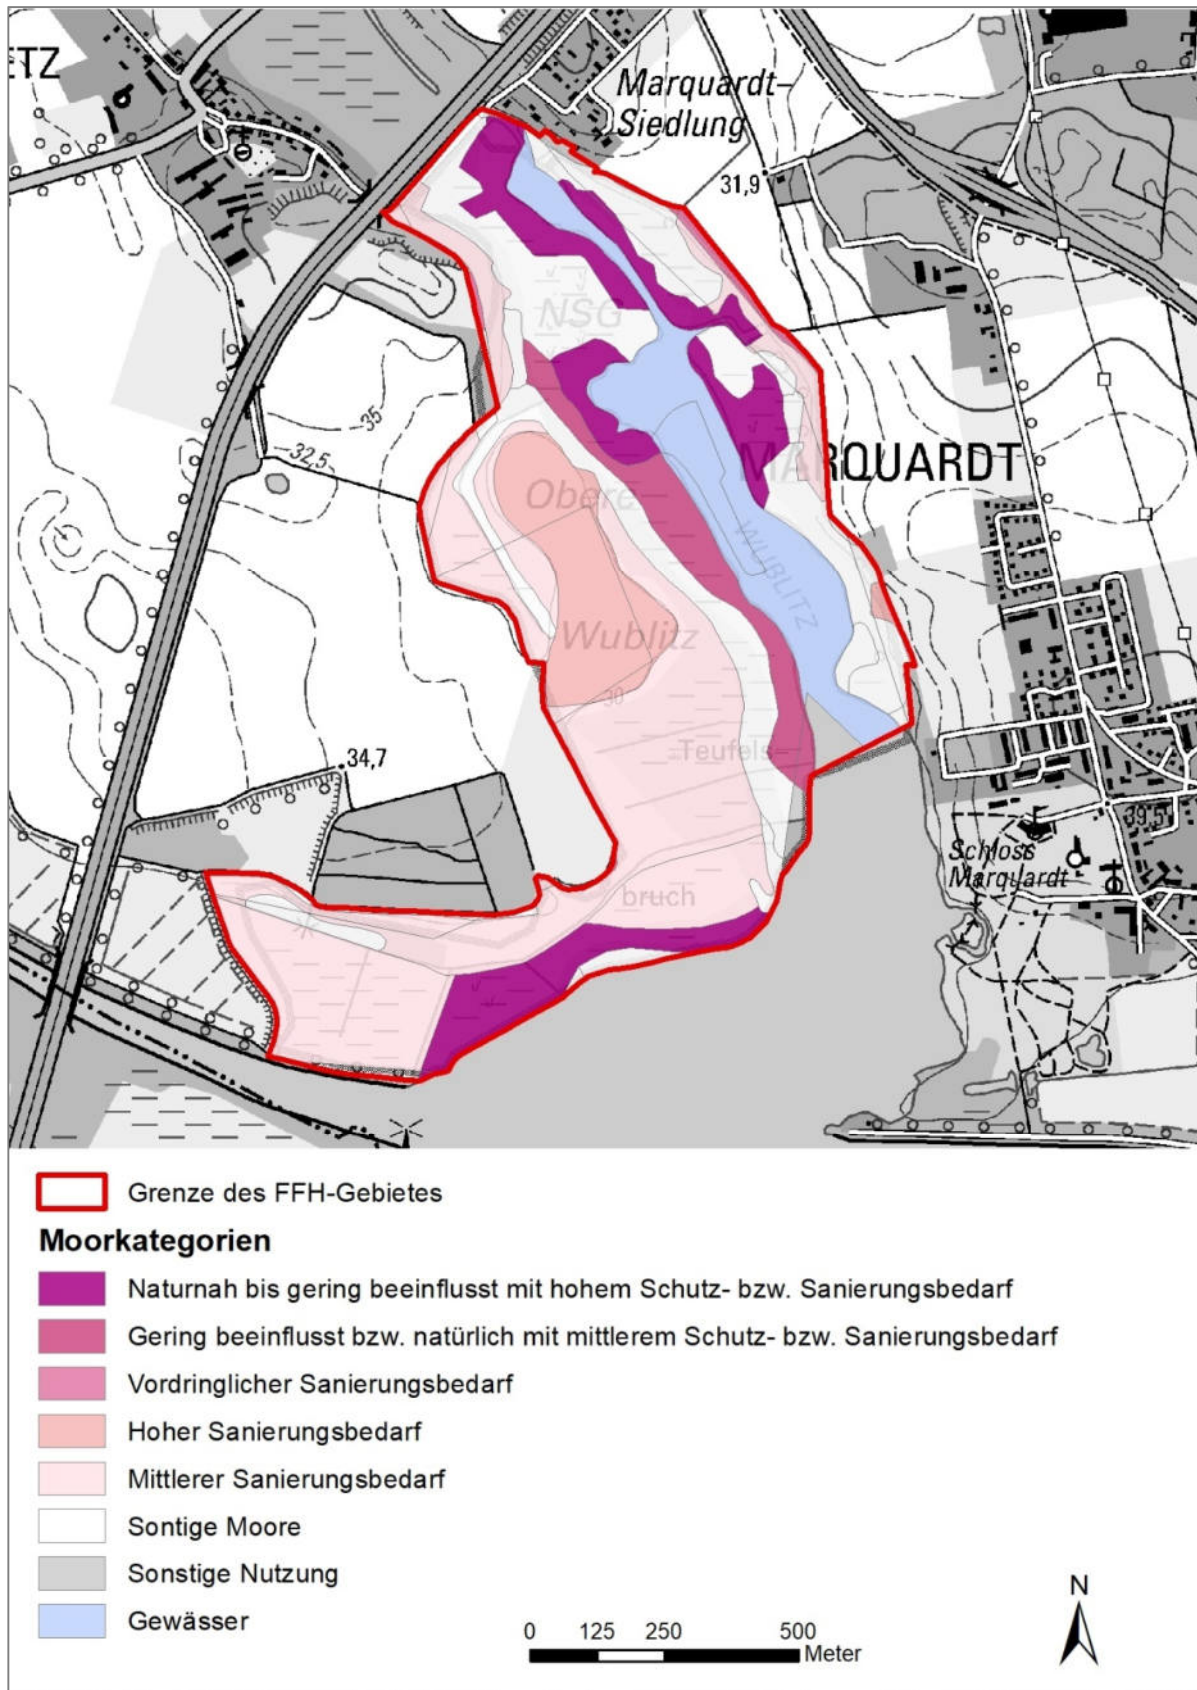 ETZ
Marquardt-
Siedlung
31,9
NSG
35
32,5
MARQUARDT
Obere
WUBLITZ
Wublitz
30
Teufels-
34,7
39,5
Schloss
Marquardt
bruch
Grenze des FFH-Gebietes
Moorkategorien
Naturnah bis gering beeinflusst mit hohem Schutz- bzw. Sanierungsbedarf
Gering beeinflusst bzw. natürlich mit mittlerem Schutz- bzw. Sanierungsbedarf
Vordringlicher Sanierungsbedarf
Hoher Sanierungsbedarf
Mittlerer Sanierungsbedarf
Sontige Moore
Sonstige Nutzung
Gewässer
N
0 125 250 500
Meter